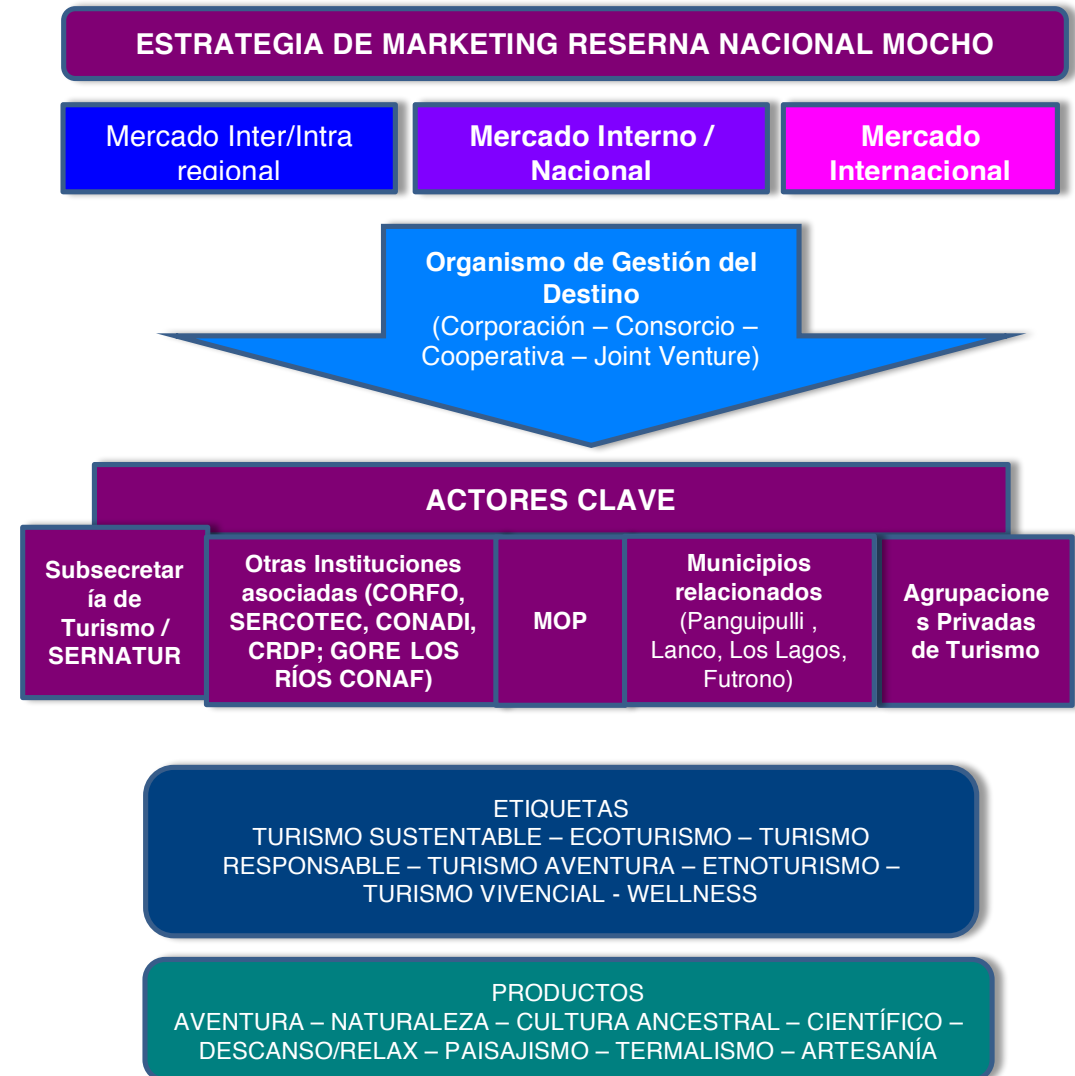 ESTRATEGIA DE MARKETING RESERNA NACIONAL MOCHO
Mercado Inter/Intra
regional
Mercado Interno /
Nacional
Mercado
Internacional
Organismo de Gestión del
Destino
(Corporación – Consorcio –
Cooperativa – Joint Venture)
ACTORES CLAVE
Subsecretar
ía de
Turismo /
SERNATUR
Otras Instituciones
asociadas (CORFO,
SERCOTEC, CONADI,
CRDP; GORE LOS
RÍOS CONAF)
MOP
Municipios
relacionados
(Panguipulli ,
Lanco, Los Lagos,
Futrono)
Agrupacione
s Privadas
de Turismo
ETIQUETAS
TURISMO SUSTENTABLE – ECOTURISMO – TURISMO
RESPONSABLE – TURISMO AVENTURA – ETNOTURISMO –
TURISMO VIVENCIAL - WELLNESS
PRODUCTOS
AVENTURA – NATURALEZA – CULTURA ANCESTRAL – CIENTÍFICO –
DESCANSO/RELAX – PAISAJISMO – TERMALISMO – ARTESANÍA